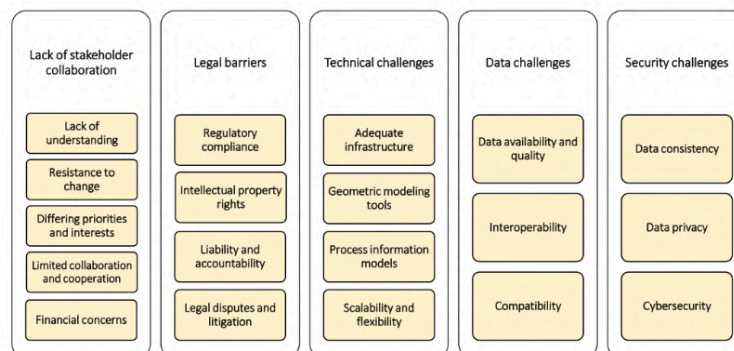 Lack of stakeholder
collaboration
Lack of
understanding
Resistance to
change
Differing priorities
and interests
Limited collaboration
and cooperation
Financial concerns
Legal barriers
Regulatory
compliance
Intellectual property
rights
Liability and
accountability
Legal disputes and
litigation
Technical challenges
Adequate
infrastructure
Geometric modeling
tools
Process information
models
Scalability and
flexibility
Data challenges
Data availability and
quality
Interoperability
Compatibility
Security challenges
Data consistency
Data privacy
Cybersecurity